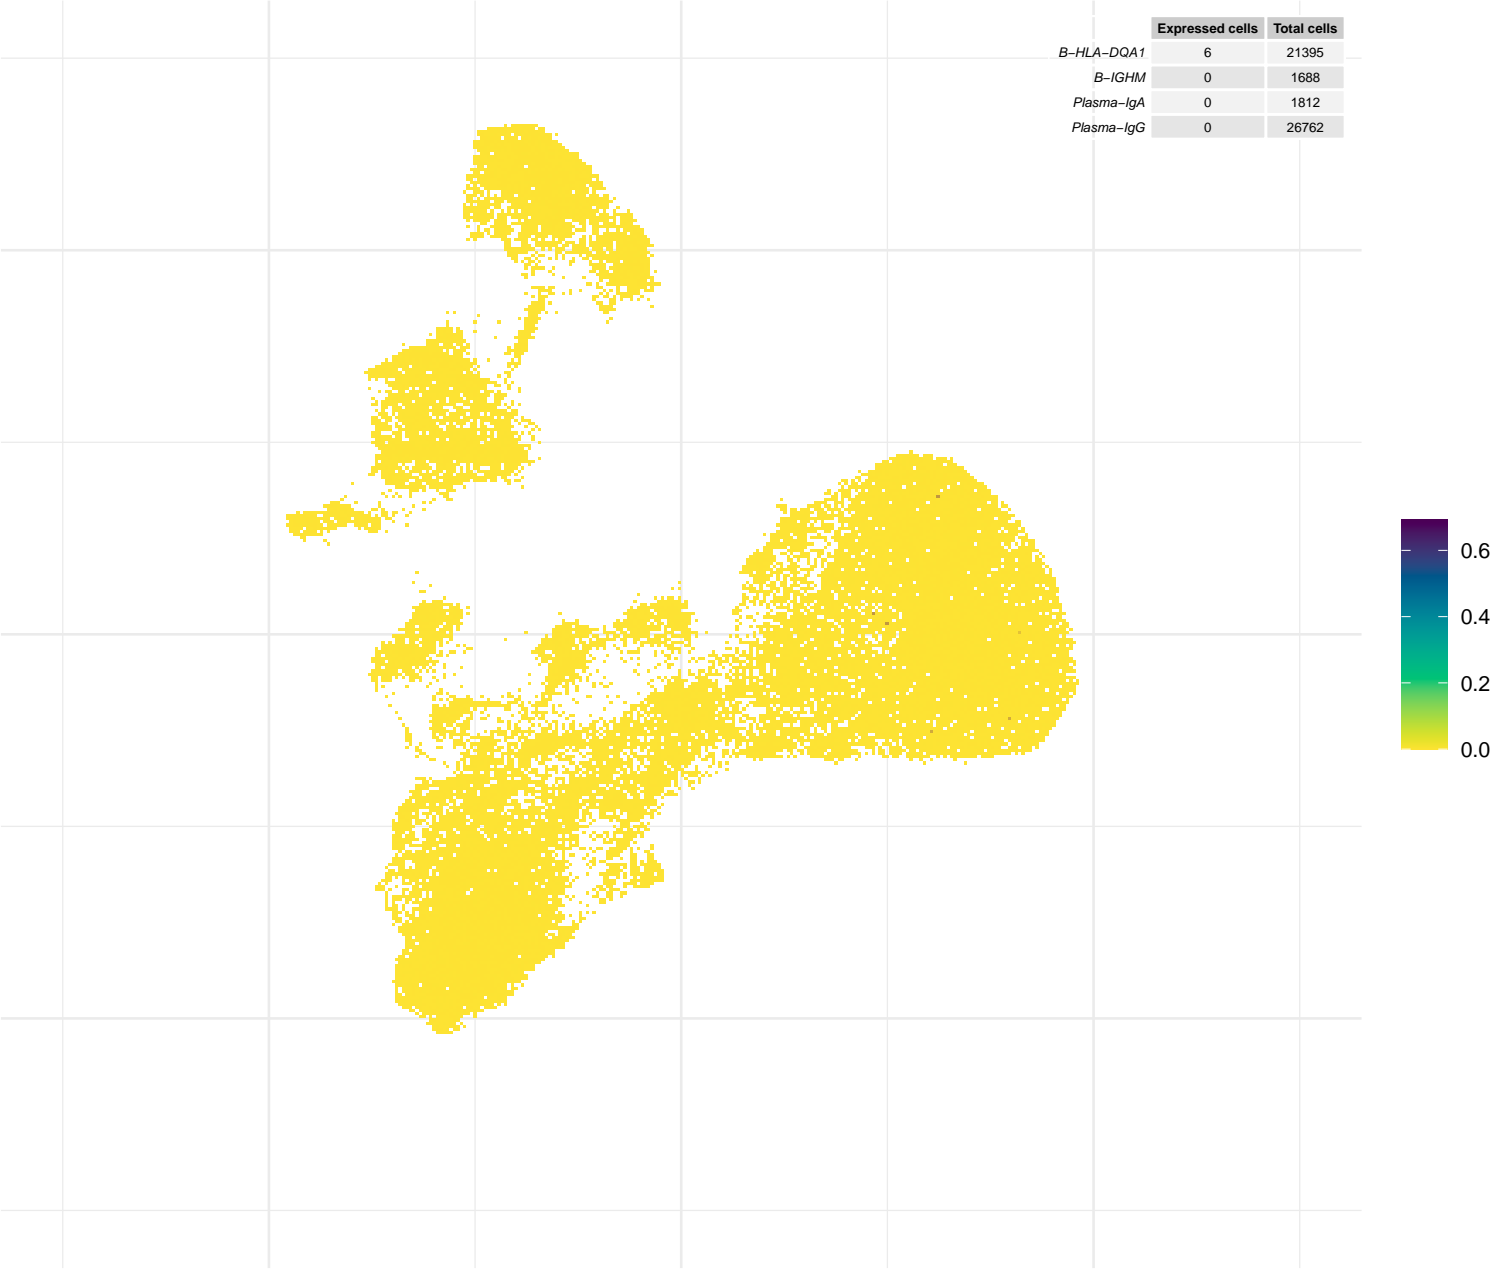 Expressed cells Total cells
B−HLA−DQA1 6 21395
B−IGHM 0 1688
Plasma−IgA 0 1812
Plasma−IgG 0 26762
0.6
0.4
0.2
0.0